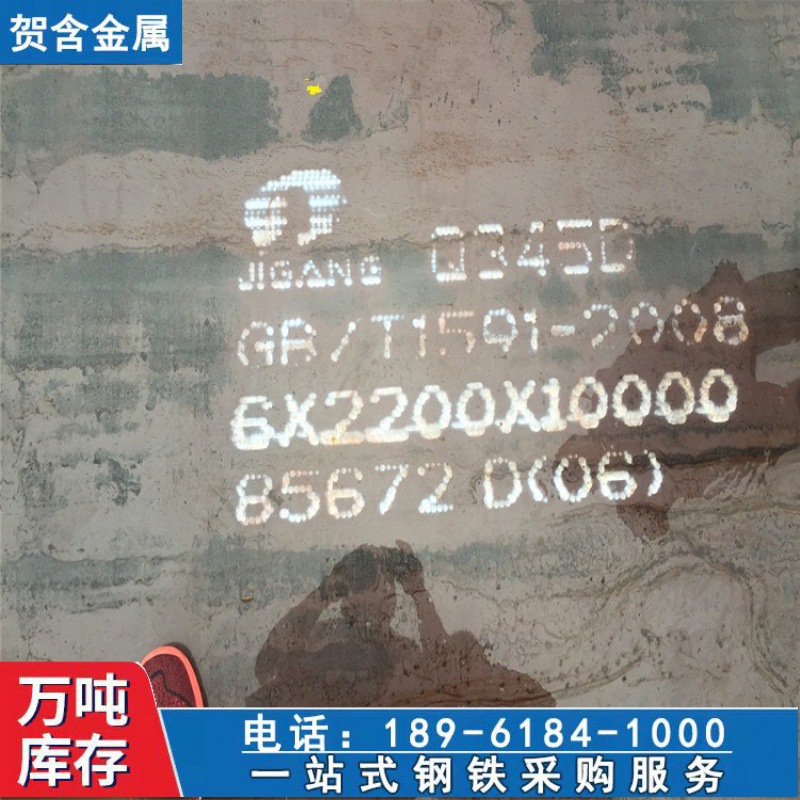 贺含金属
JIGANG Q345D
GB/T1591-2008
6X2200X10000
85672 D(06)
万吨
库存
电话：189-6184-1000
一站式钢铁采购服务